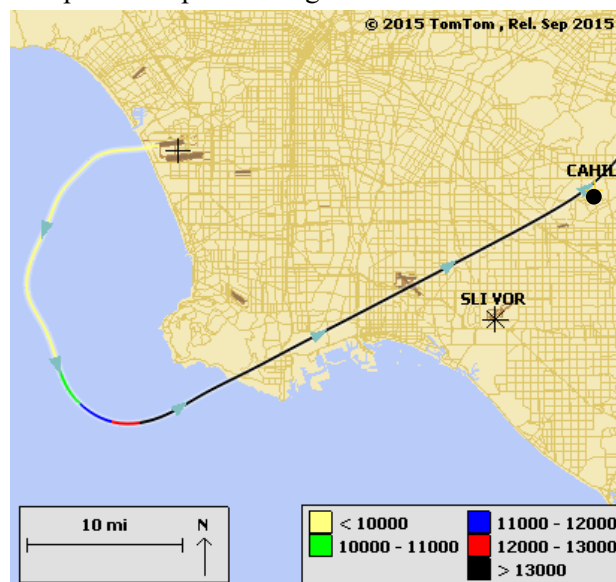 © 2015 TomTom , Rel. Sep 2015
CAHIL
SLI VOR
10 mi
N
< 10000
10000 - 11000
11000 - 12000
12000 - 13000
> 13000